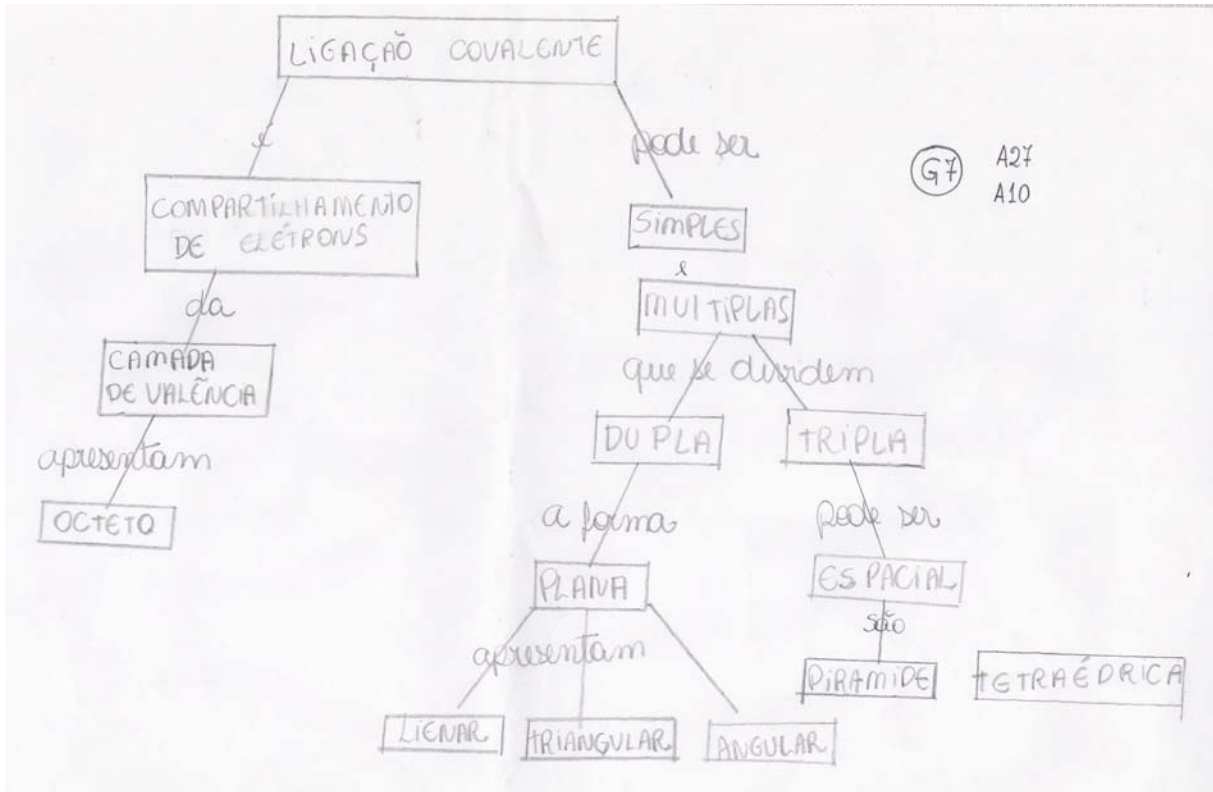 LIGAÇÃO COVALENTE
é
pode ser
G7 A27
A10
COMPARTILHAMENTO
DE ELÉTRONS
SIMPLES
e
MULTIPLAS
da
CAMADA
DE VALÊNCIA
que se dividem
DUPLA
TRIPLA
apresentam
OCTETO
a forma
pode ser
PLANA
ESPACIAL
são
apresentam
PIRAMIDE
TETRAÉDRICA
LIENAR
TRIANGULAR
ANGULAR